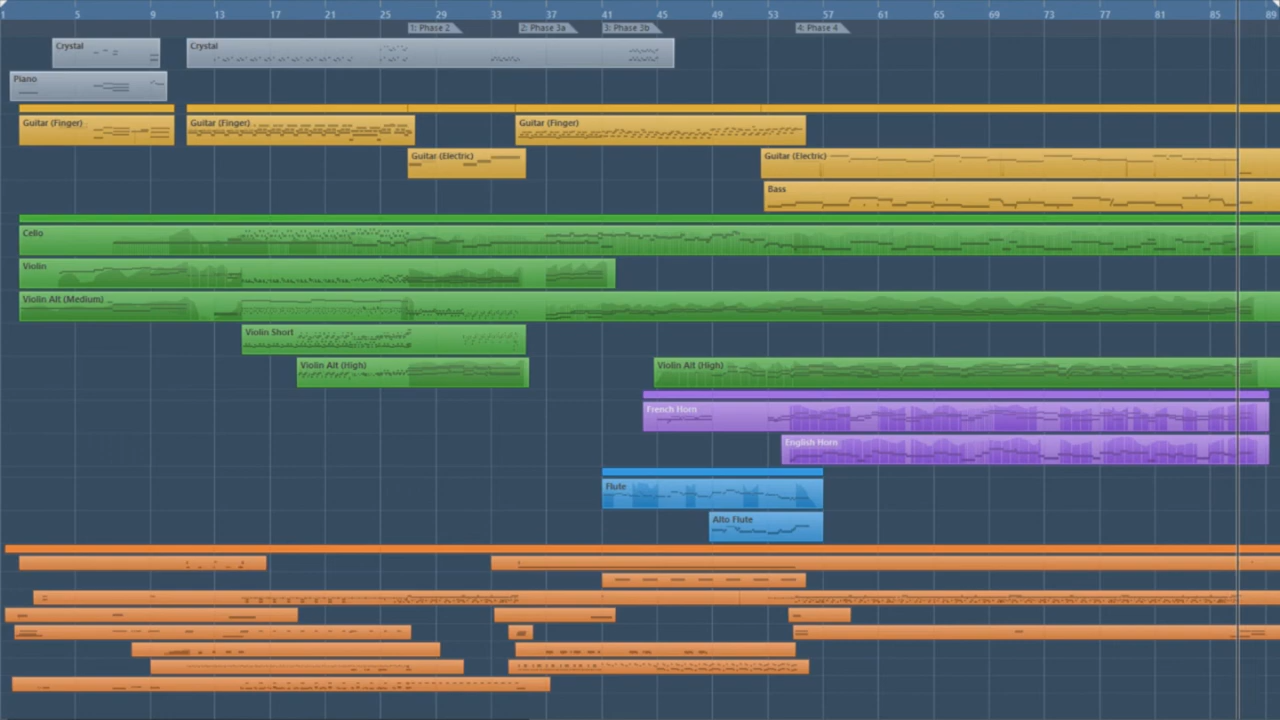 1 5 9 13 17 21 25 29 33 37 41 45 49 53 57 61 65 69 73 77 81 85 89
1: Phase 2 2: Phase 3a 3: Phase 3b 4: Phase 4
Crystal Crystal
Piano
Guitar (Finger) Guitar (Finger) Guitar (Finger)
Guitar (Electric) Guitar (Electric)
Bass
Cello
Violin
Violin Alt (Medium)
Violin Short
Violin Alt (High) Violin Alt (High)
French Horn
English Horn
Flute
Alto Flute